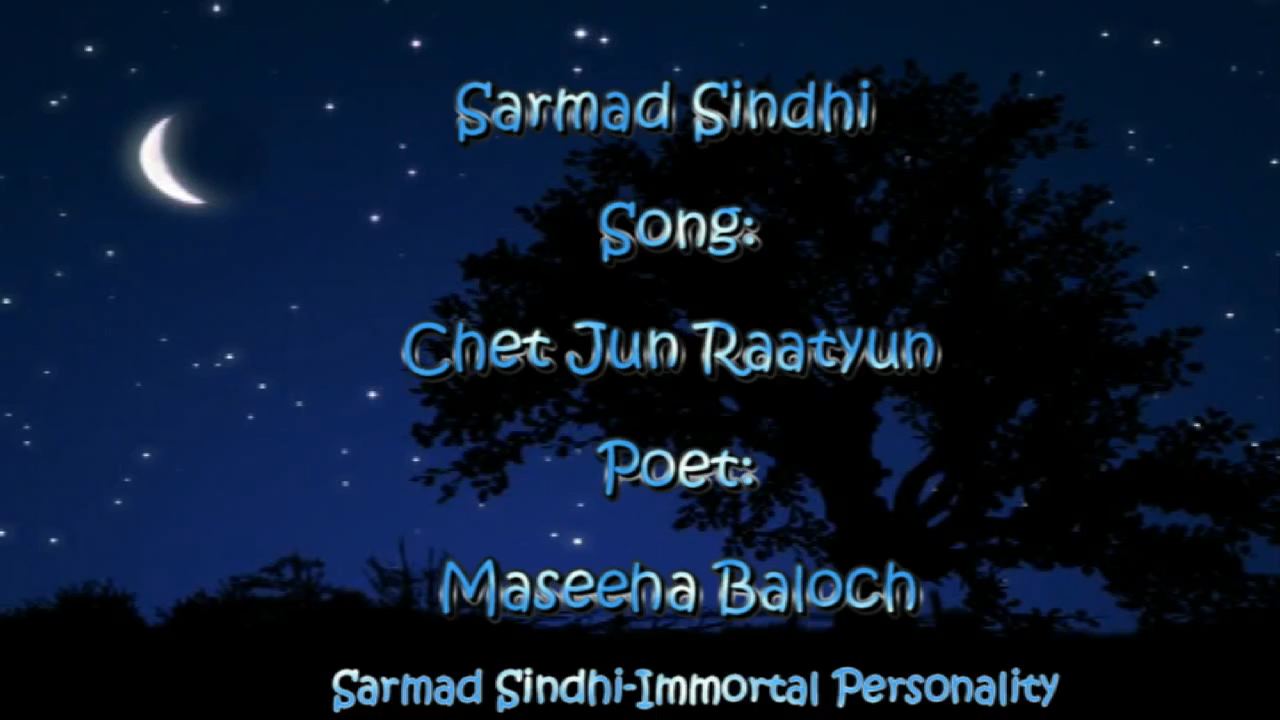 Sarmad Sindhi
Song:
Chet Jun Raatyun
Poet:
Maseeha Baloch
Sarmad Sindhi-Immortal Personality